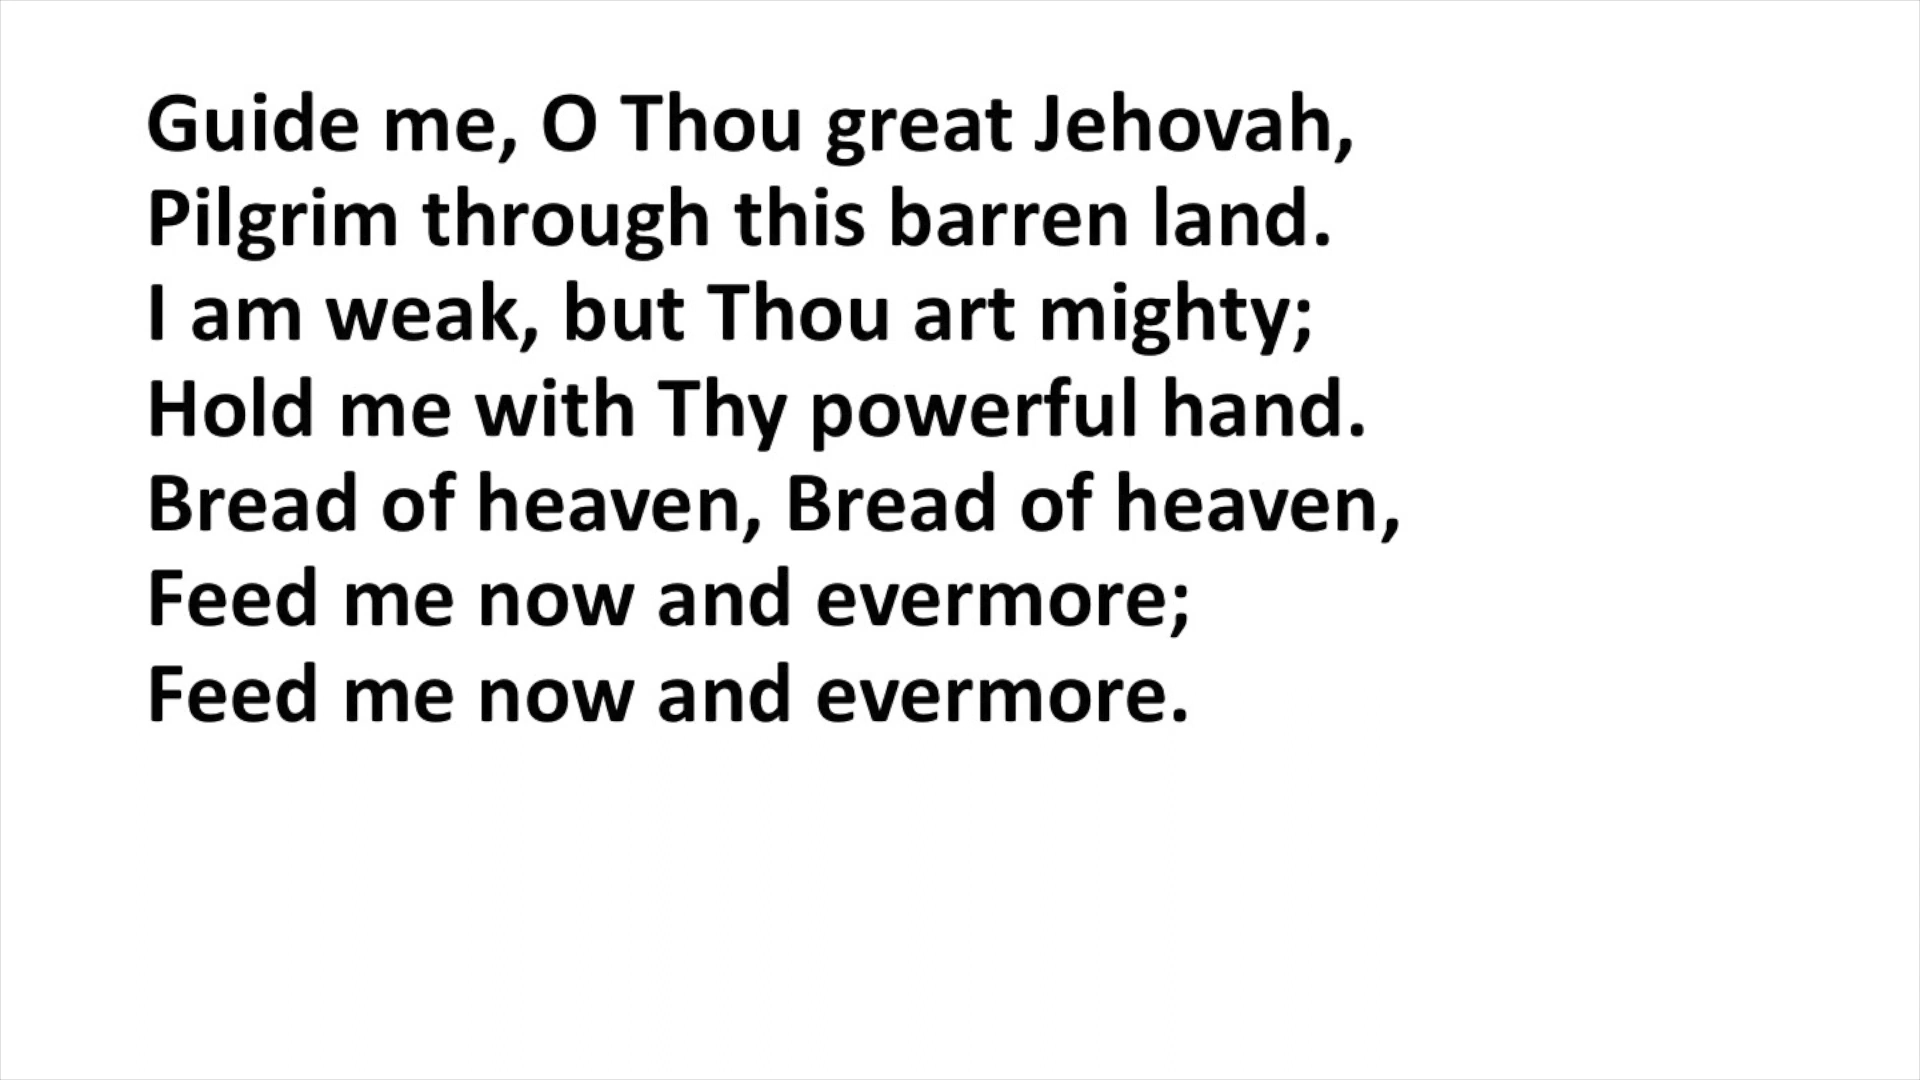 Guide me, O Thou great Jehovah,
Pilgrim through this barren land.
I am weak, but Thou art mighty;
Hold me with Thy powerful hand.
Bread of heaven, Bread of heaven,
Feed me now and evermore;
Feed me now and evermore.